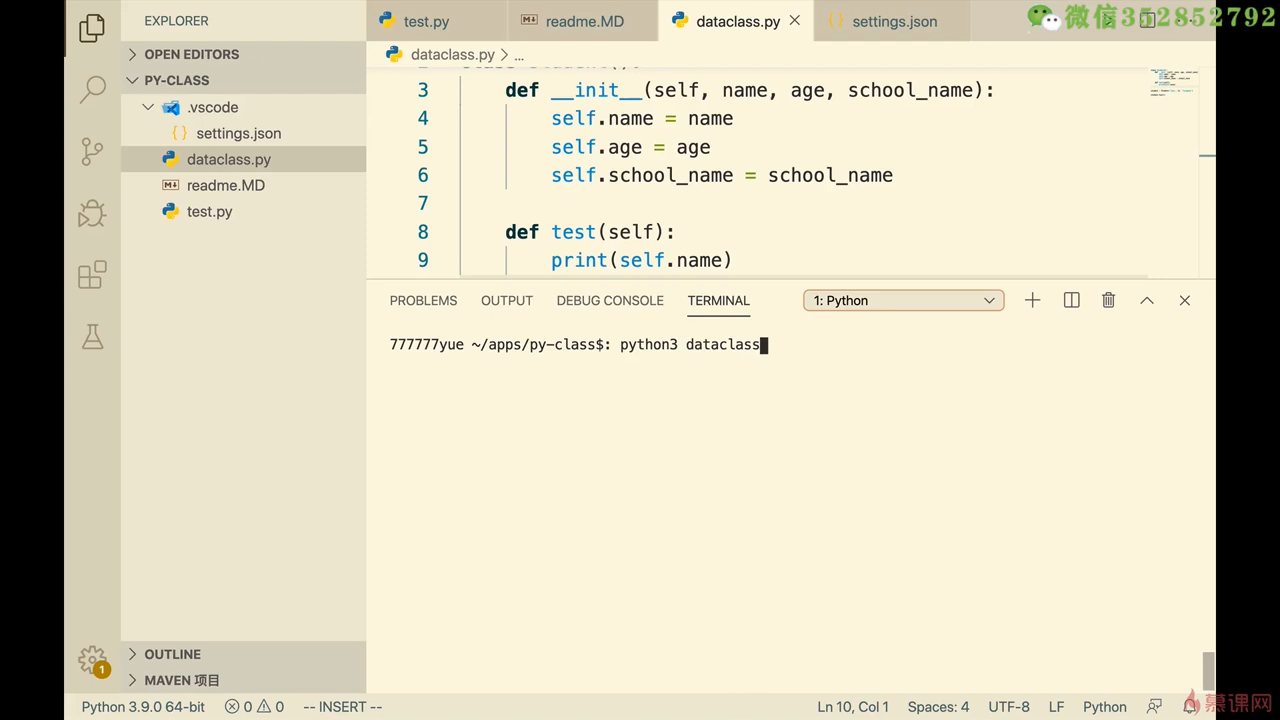 EXPLORER
test.py
readme.MD
dataclass.py
settings.json
微信352852792
OPEN EDITORS
PY-CLASS
.vscode
settings.json
dataclass.py
readme.MD
test.py
OUTLINE
MAVEN 项目
dataclass.py > ...
3 def __init__(self, name, age, school_name):
4 self.name = name
5 self.age = age
6 self.school_name = school_name
7
8 def test(self):
9 print(self.name)
PROBLEMS OUTPUT DEBUG CONSOLE TERMINAL 1: Python
777777yue ~/apps/py-class$: python3 dataclass
1
Python 3.9.0 64-bit 0 0 -- INSERT -- Ln 10, Col 1 Spaces: 4 UTF-8 LF Python
慕课网